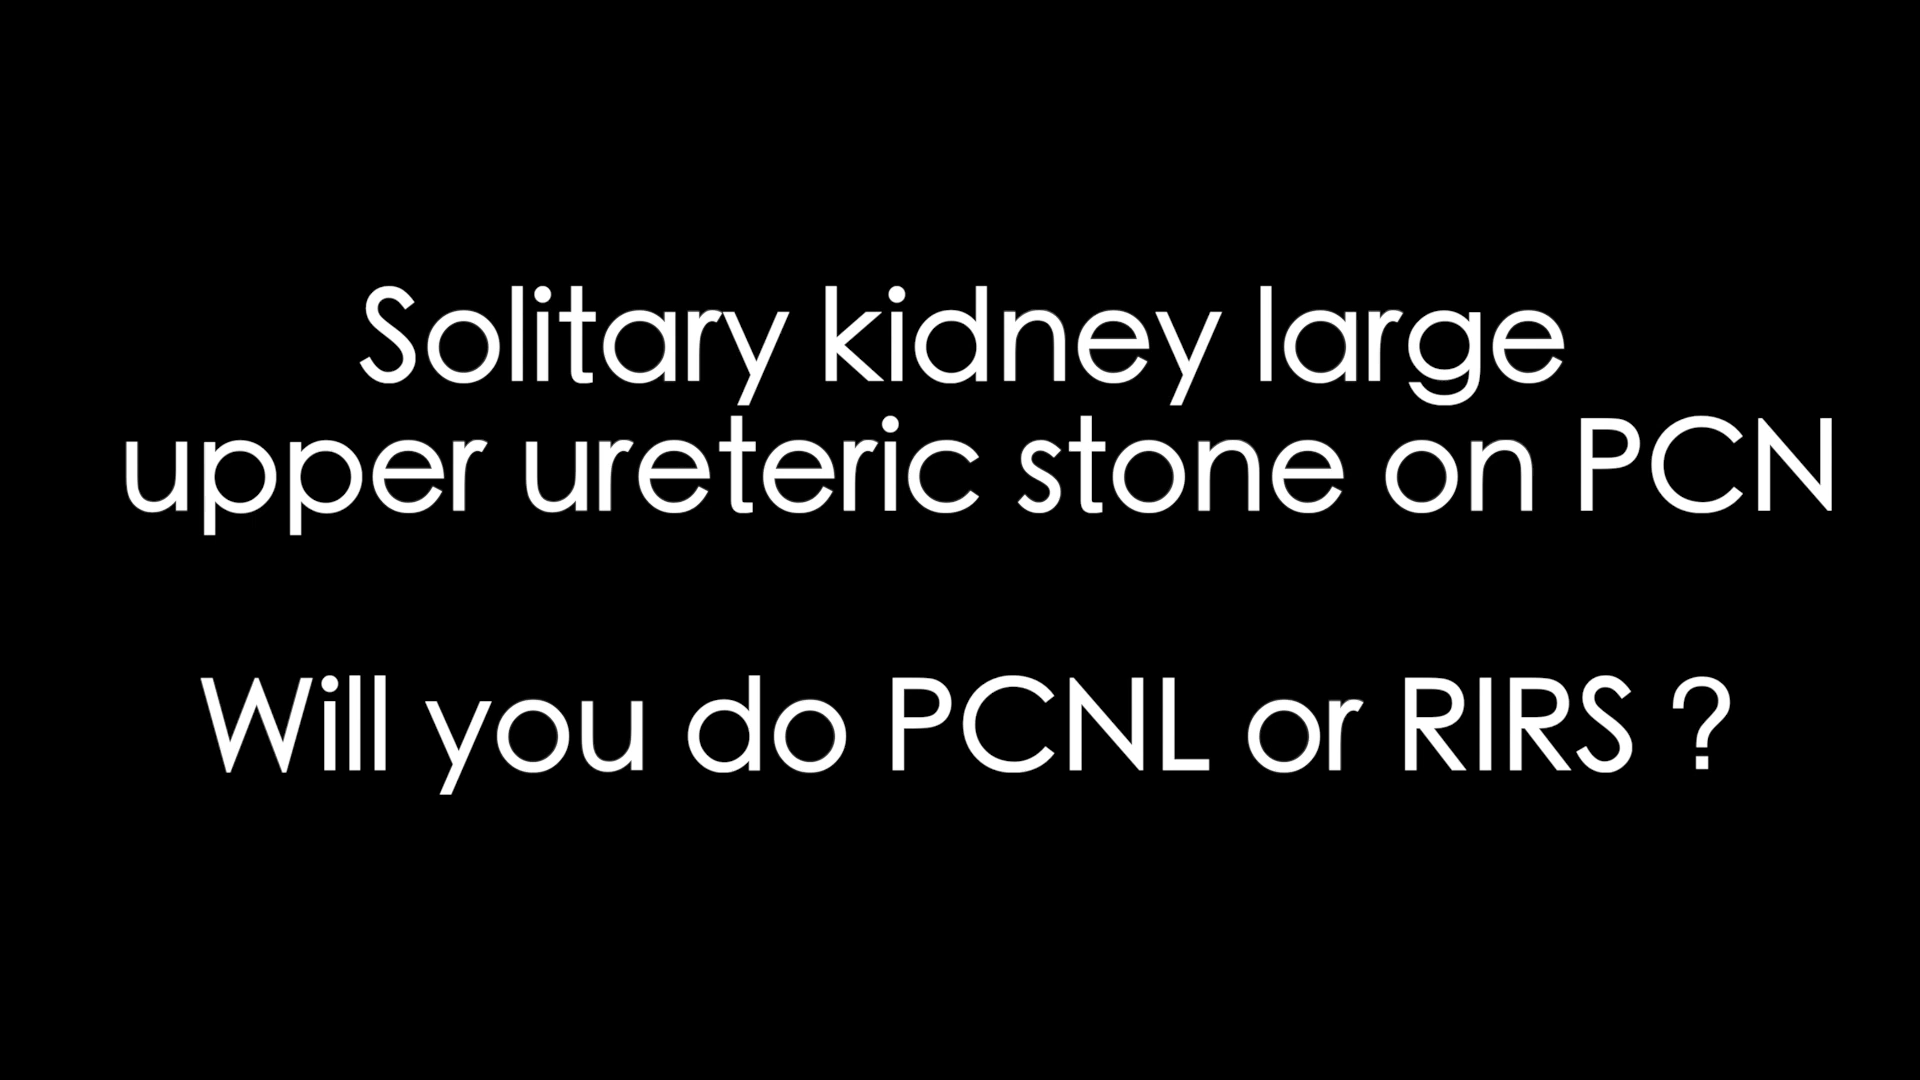 Solitary kidney large
upper ureteric stone on PCN
Will you do PCNL or RIRS ?